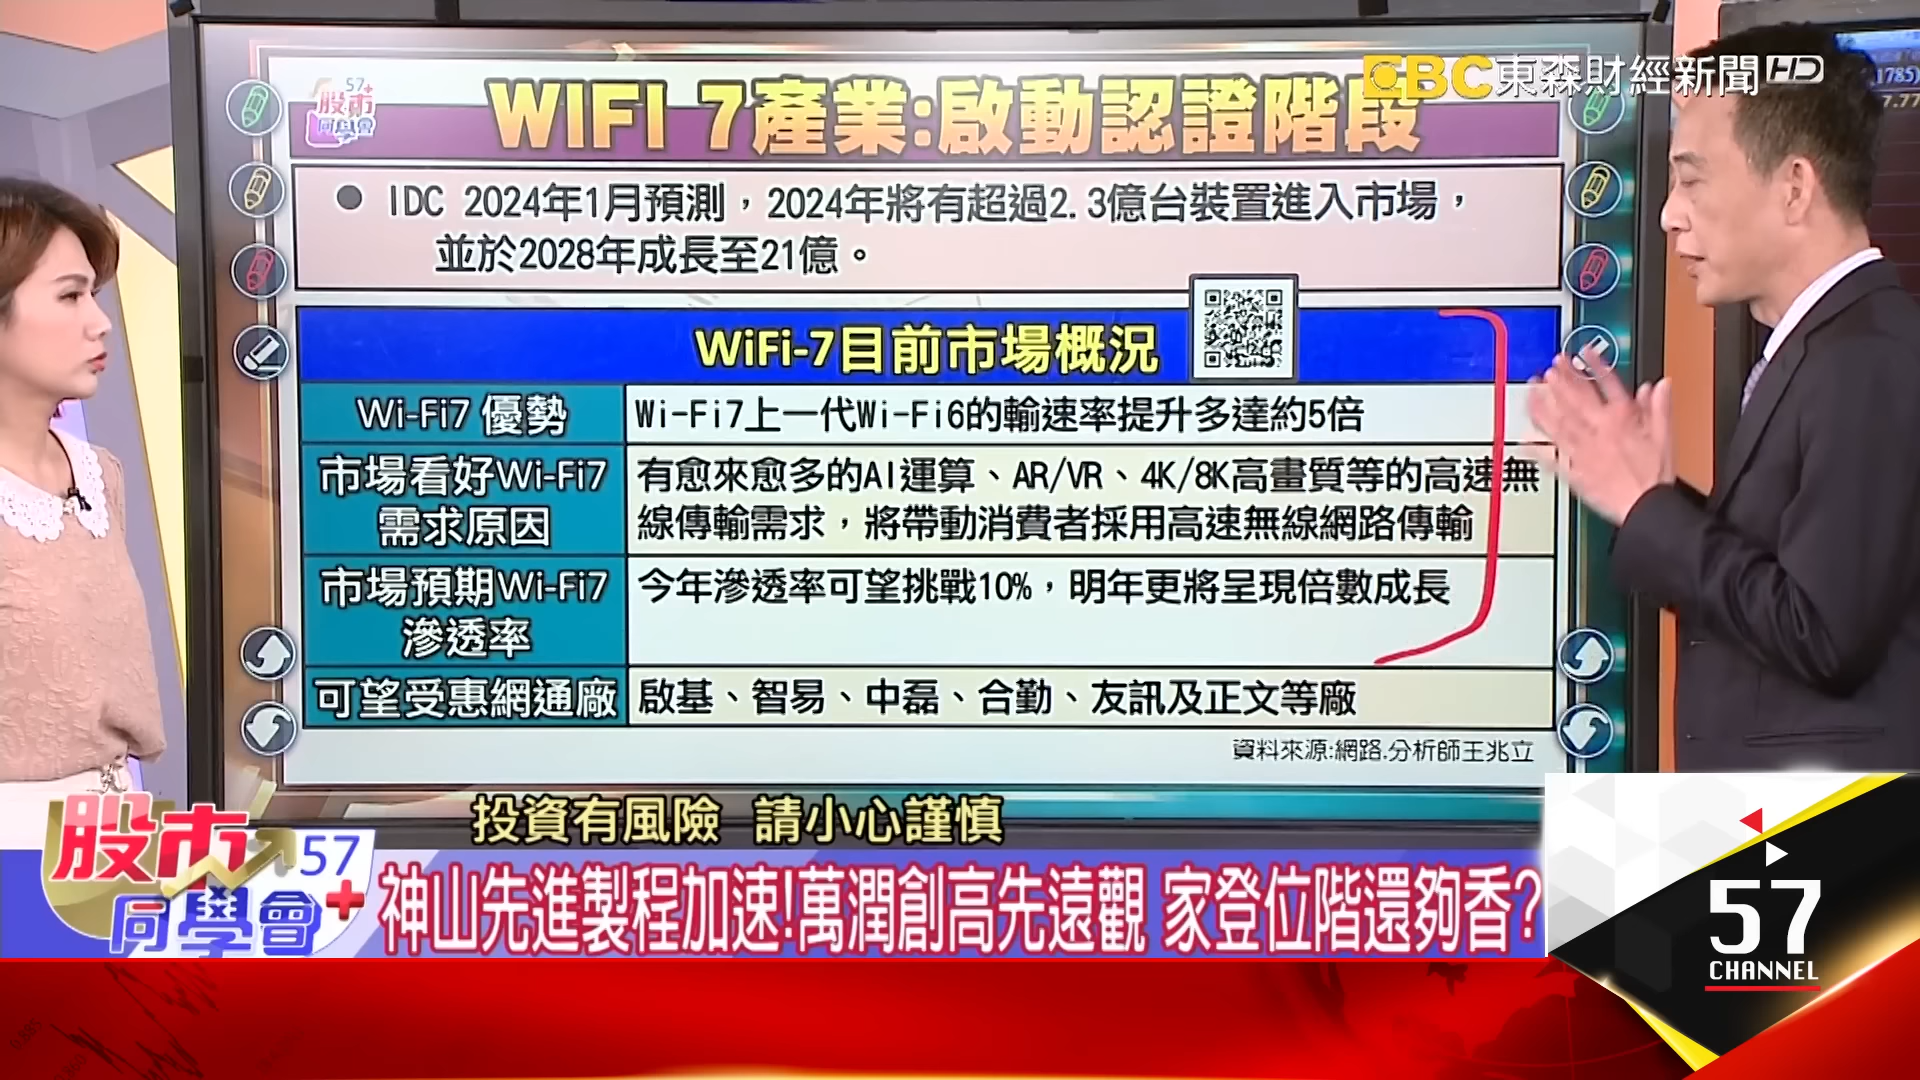 EBC 東森財經新聞 HD
1785)
7.77
57+
股市
同學會
WIFI 7產業:啟動認證階段
● IDC 2024年1月預測，2024年將有超過2.3億台裝置進入市場，
並於2028年成長至21億。
WiFi-7目前市場概況
Wi-Fi7 優勢
Wi-Fi7上一代Wi-Fi6的輸速率提升多達約5倍
市場看好Wi-Fi7
需求原因
有愈來愈多的AI運算、AR/VR、4K/8K高畫質等的高速無
線傳輸需求，將帶動消費者採用高速無線網路傳輸
市場預期Wi-Fi7
滲透率
今年滲透率可望挑戰10%，明年更將呈現倍數成長
可望受惠網通廠
啟基、智易、中磊、合勤、友訊及正文等廠
資料來源:網路.分析師王兆立
投資有風險 請小心謹慎
股市 57
同學會+
神山先進製程加速!萬潤創高先遠觀 家登位階還夠香?
57
CHANNEL